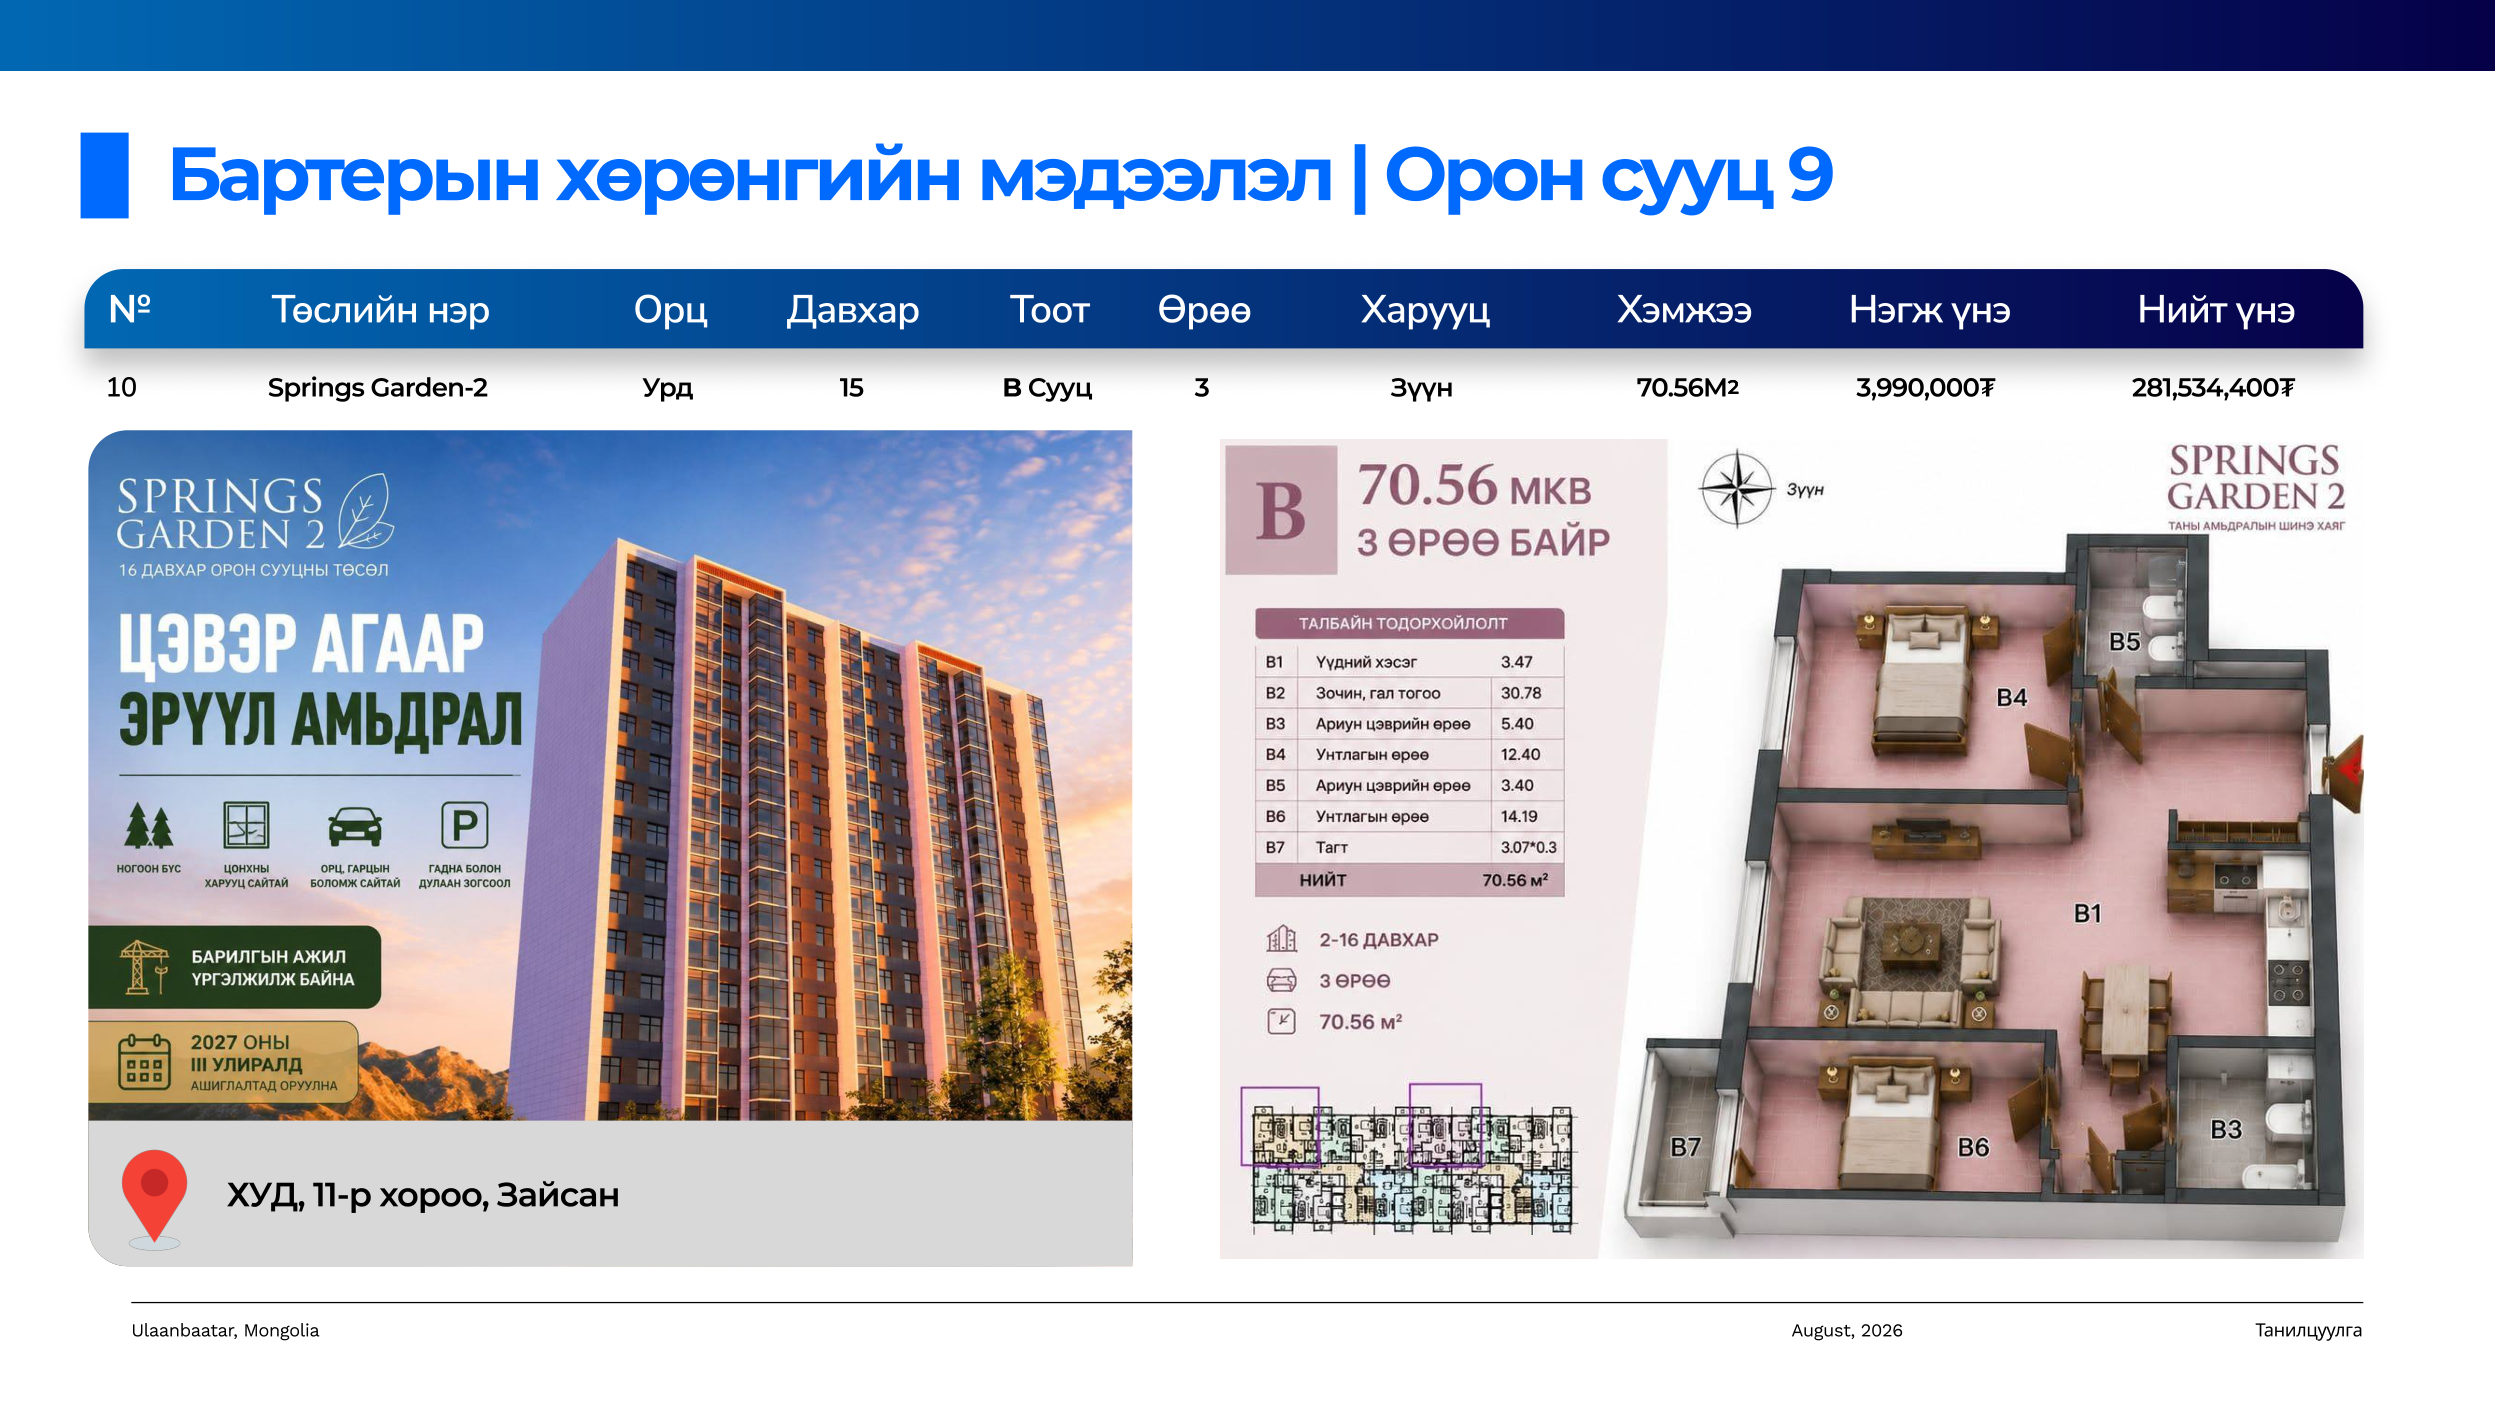 Бартерын хөрөнгийн мэдээлэл | Орон сууц 9
№ Төслийн нэр Орц Давхар Тоот Өрөө Харууц Хэмжээ Нэгж үнэ Нийт үнэ
10 Springs Garden-2 Урд 15 В Сууц 3 Зүүн 70.56М2 3,990,000₮ 281,534,400₮
SPRINGS
GARDEN 2
16 ДАВХАР ОРОН СУУЦНЫ ТӨСӨЛ
ЦЭВЭР АГААР
ЭРҮҮЛ АМЬДРАЛ
НОГООН БҮС
ЦОНХНЫ
ХАРУУЦ САЙТАЙ
ОРЦ, ГАРЦЫН
БОЛОМЖ САЙТАЙ
P
ГАДНА БОЛОН
ДУЛААН ЗОГСООЛ
БАРИЛГЫН АЖИЛ
ҮРГЭЛЖИЛЖ БАЙНА
2027 ОНЫ
III УЛИРАЛД
АШИГЛАЛТАД ОРУУЛНА
ХУД, 11-р хороо, Зайсан
B
70.56 МКВ
3 ӨРӨӨ БАЙР
ТАЛБАЙН ТОДОРХОЙЛОЛТ
B1 Үүдний хэсэг 3.47
B2 Зочин, гал тогоо 30.78
B3 Ариун цэврийн өрөө 5.40
B4 Унтлагын өрөө 12.40
B5 Ариун цэврийн өрөө 3.40
B6 Унтлагын өрөө 14.19
B7 Тагт 3.07*0.3
НИЙТ 70.56 м²
2-16 ДАВХАР
3 ӨРӨӨ
70.56 м²
Зүүн
SPRINGS
GARDEN 2
ТАНЫ АМЬДРАЛЫН ШИНЭ ХАЯГ
B5
B4
B1
B3
B7
B6
Ulaanbaatar, Mongolia August, 2026 Танилцуулга